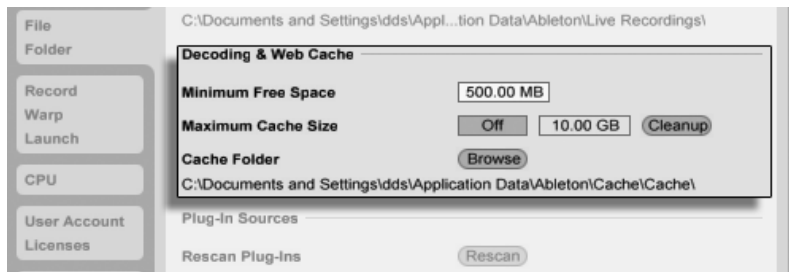 File
Folder
Record
Warp
Launch
CPU
User Account
Licenses
C:\Documents and Settings\dds\Appl...tion Data\Ableton\Live Recordings\
Decoding & Web Cache
Minimum Free Space 500.00 MB
Maximum Cache Size Off 10.00 GB Cleanup
Cache Folder Browse
C:\Documents and Settings\dds\Application Data\Ableton\Cache\Cache\
Plug-In Sources
Rescan Plug-Ins Rescan